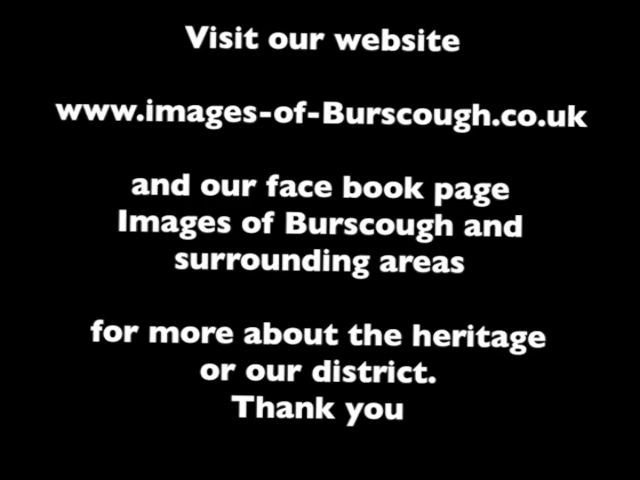 Visit our website
www.images-of-Burscough.co.uk
and our face book page
Images of Burscough and
surrounding areas
for more about the heritage
or our district.
Thank you